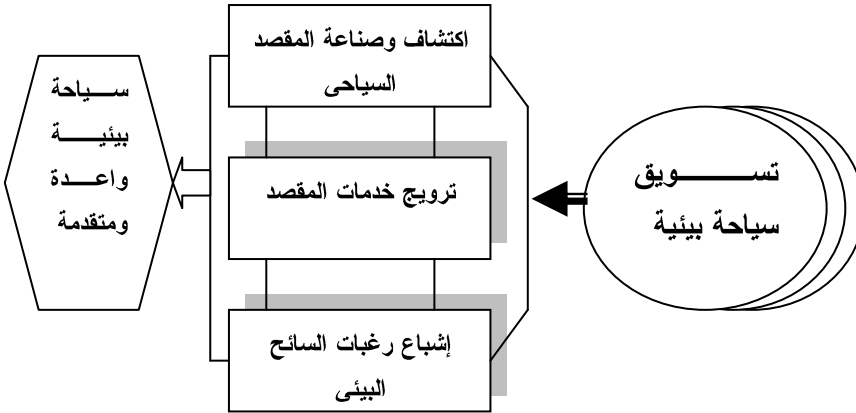 تسويق
سياحة بيئية
اكتشاف وصناعة المقصد
السياحى
ترويج خدمات المقصد
إشباع رغبات السائح
البيئى
سياحة
بيئية
واعدة
ومتقدمة